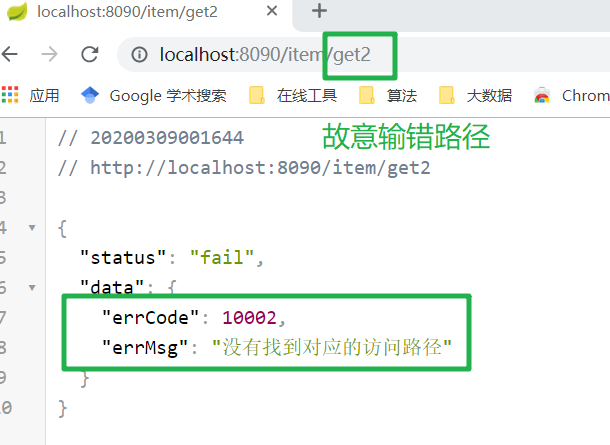 localhost:8090/item/get2
localhost:8090/item/get2
应用 Google 学术搜索 在线工具 算法 大数据 Chrom
1 // 20200309001644 故意输错路径
2 // http://localhost:8090/item/get2
3
4 {
5 "status": "fail",
6 "data": {
7 "errCode": 10002,
8 "errMsg": "没有找到对应的访问路径"
9 }
10 }